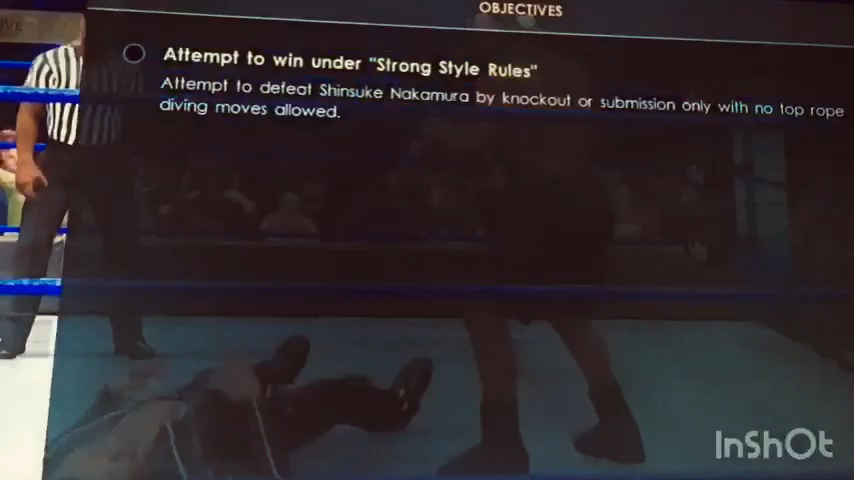 OBJECTIVES
Attempt to win under "Strong Style Rules"
Attempt to defeat Shinsuke Nakamura by knockout or submission only with no top rope
diving moves allowed.
InShOt